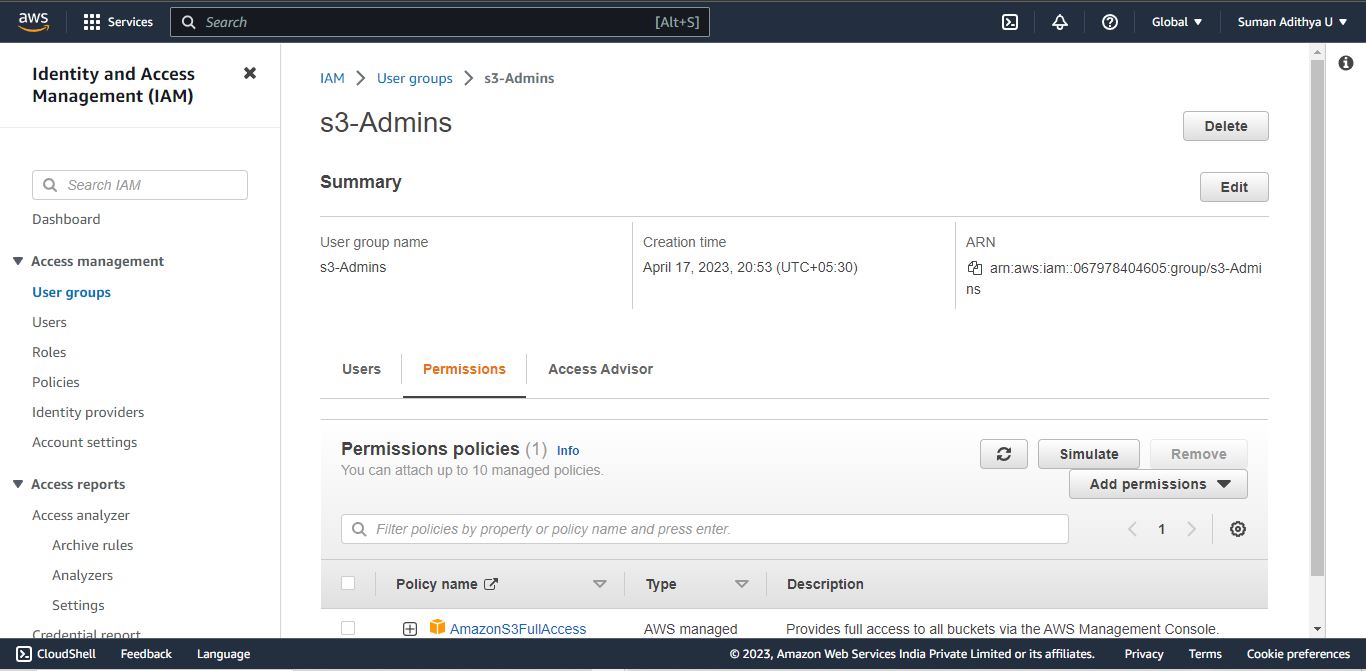 aws
Services
Search
[Alt+S]
Global
Suman Adithya U
Identity and Access
Management (IAM)
Search IAM
Dashboard
Access management
User groups
Users
Roles
Policies
Identity providers
Account settings
Access reports
Access analyzer
Archive rules
Analyzers
Settings
Credential report
IAM > User groups > s3-Admins
s3-Admins
Delete
Summary
Edit
User group name
s3-Admins
Creation time
April 17, 2023, 20:53 (UTC+05:30)
ARN
arn:aws:iam::067978404605:group/s3-Admi
ns
Users
Permissions
Access Advisor
Permissions policies (1) Info
You can attach up to 10 managed policies.
Simulate
Remove
Add permissions
Filter policies by property or policy name and press enter.
1
Policy name
Type
Description
AmazonS3FullAccess
AWS managed
Provides full access to all buckets via the AWS Management Console.
CloudShell
Feedback
Language
© 2023, Amazon Web Services India Private Limited or its affiliates.
Privacy
Terms
Cookie preferences